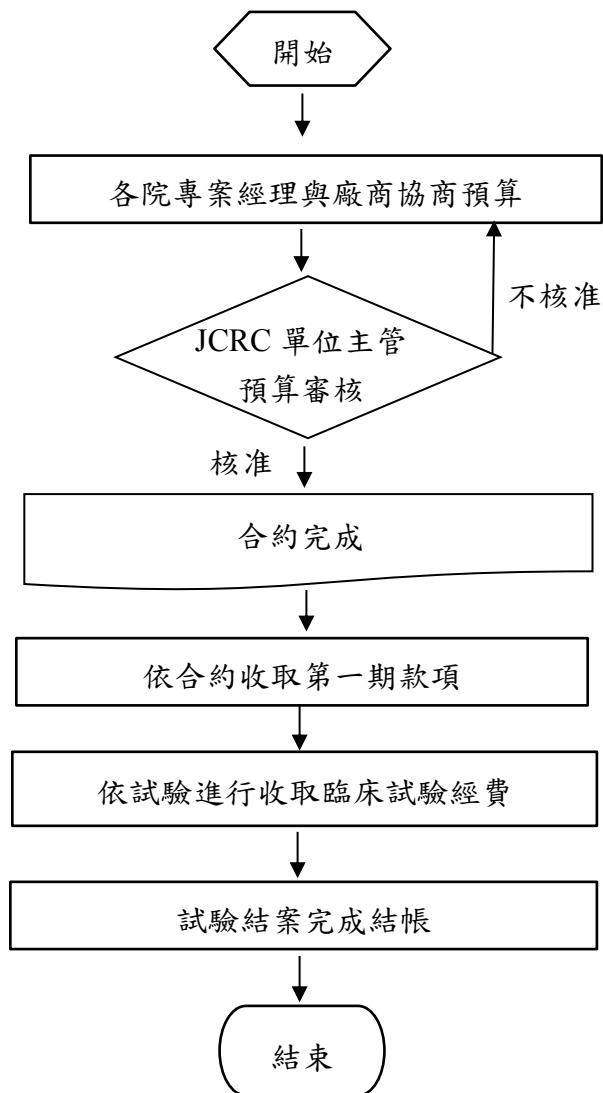 開始
各院專案經理與廠商協商預算
不核准
JCRC 單位主管
預算審核
核准
合約完成
依合約收取第一期款項
依試驗進行收取臨床試驗經費
試驗結案完成結帳
結束